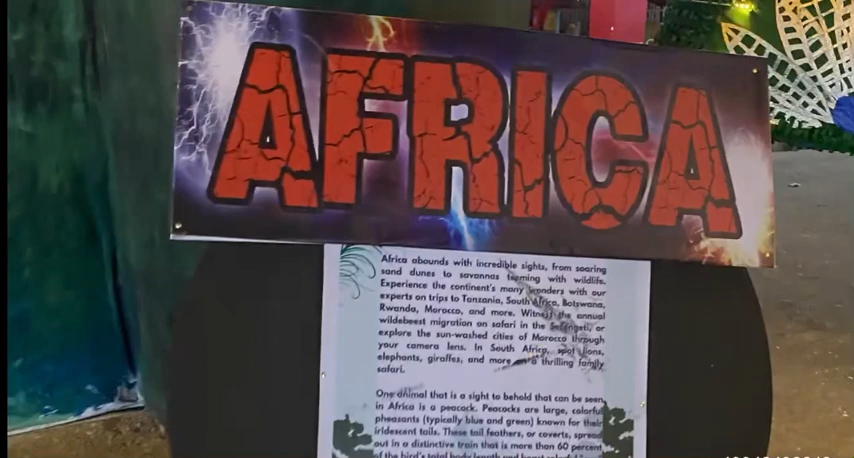 AFRICA
Africa abounds with incredible sights, from soaring
sand dunes to savannas teeming with wildlife.
Experience the continent's many wonders with our
experts on trips to Tanzania, South Africa, Botswana,
Rwanda, Morocco, and more. Witness the annual
wildebeest migration on safari in the Serengeti, or
explore the sun-washed cities of Morocco through
your camera lens. In South Africa, spot lions,
elephants, giraffes, and more on a thrilling family
safari.
One animal that is a sight to behold that can be seen
in Africa is a peacock. Peacocks are large, colorful
pheasants (typically blue and green) known for their
iridescent tails. These tail feathers, or coverts, spread
out in a distinctive train that is more than 60 percent
of the bird's total body length and boast